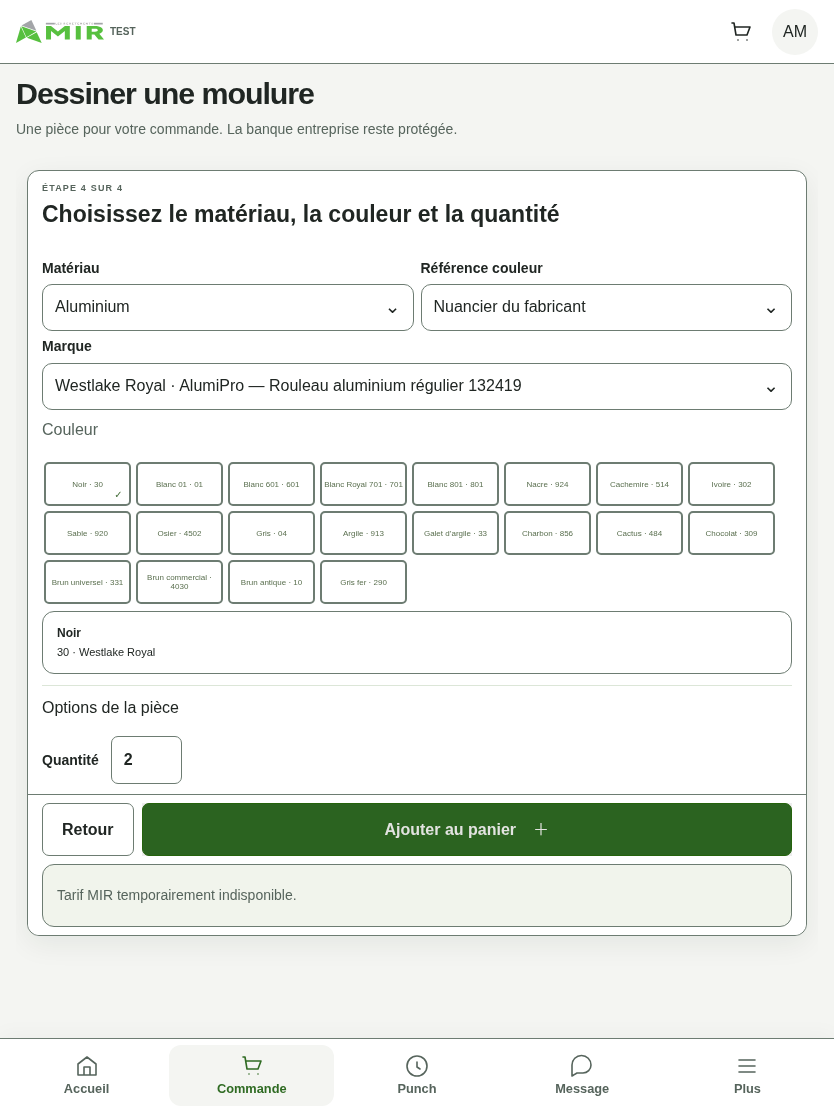 MIR TEST
AM
Dessiner une moulure
Une pièce pour votre commande. La banque entreprise reste protégée.
ÉTAPE 4 SUR 4
Choisissez le matériau, la couleur et la quantité
Matériau
Référence couleur
Aluminium
Nuancier du fabricant
Marque
Westlake Royal · AlumiPro — Rouleau aluminium régulier 132419
Couleur
Noir · 30 ✓
Blanc 01 · 01
Blanc 601 · 601
Blanc Royal 701 · 701
Blanc 801 · 801
Nacre · 924
Cachemire · 514
Ivoire · 302
Sable · 920
Osier · 4502
Gris · 04
Argile · 913
Galet d'argile · 33
Charbon · 856
Cactus · 484
Chocolat · 309
Brun universel · 331
Brun commercial ·
4030
Brun antique · 10
Gris fer · 290
Noir
30 · Westlake Royal
Options de la pièce
Quantité
2
Retour
Ajouter au panier +
Tarif MIR temporairement indisponible.
Accueil
Commande
Punch
Message
Plus